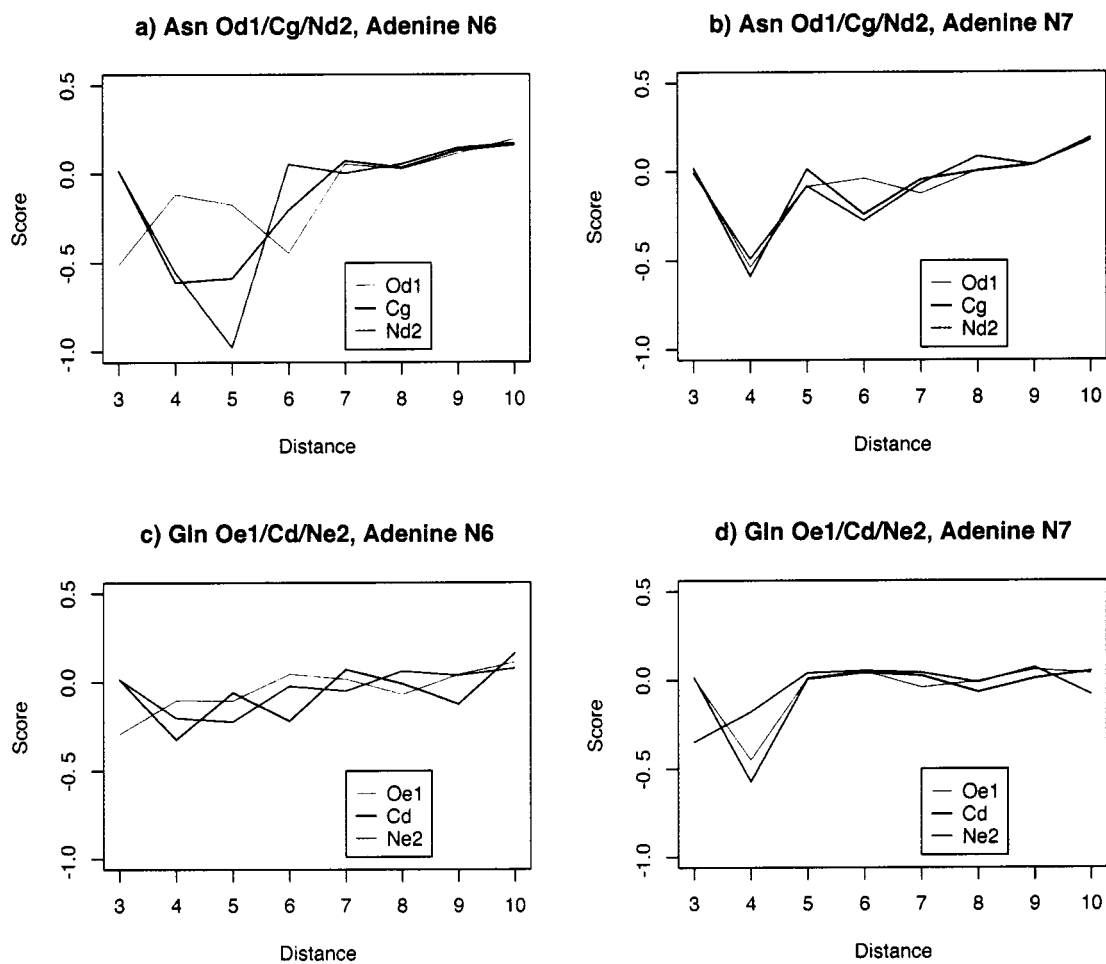 a) Asn Od1/Cg/Nd2, Adenine N6
0.5
0.0
-0.5
-1.0
Score
Od1
Cg
Nd2
3 4 5 6 7 8 9 10
Distance
b) Asn Od1/Cg/Nd2, Adenine N7
0.5
0.0
-0.5
-1.0
Score
Od1
Cg
Nd2
3 4 5 6 7 8 9 10
Distance
c) Gln Oe1/Cd/Ne2, Adenine N6
0.5
0.0
-0.5
-1.0
Score
Oe1
Cd
Ne2
3 4 5 6 7 8 9 10
Distance
d) Gln Oe1/Cd/Ne2, Adenine N7
0.5
0.0
-0.5
-1.0
Score
Oe1
Cd
Ne2
3 4 5 6 7 8 9 10
Distance